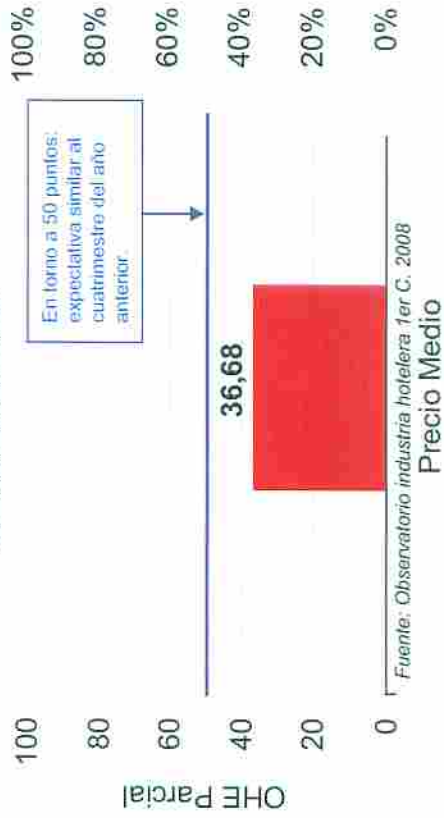 100
80
60
40
20
0
OHE Parcial
100%
80%
60%
40%
20%
0%
En torno a 50 puntos:
expectativa similar al
cuatrimestre del año
anterior.
36,68
Fuente: Observatorio industria hotelera 1er C. 2008
Precio Medio